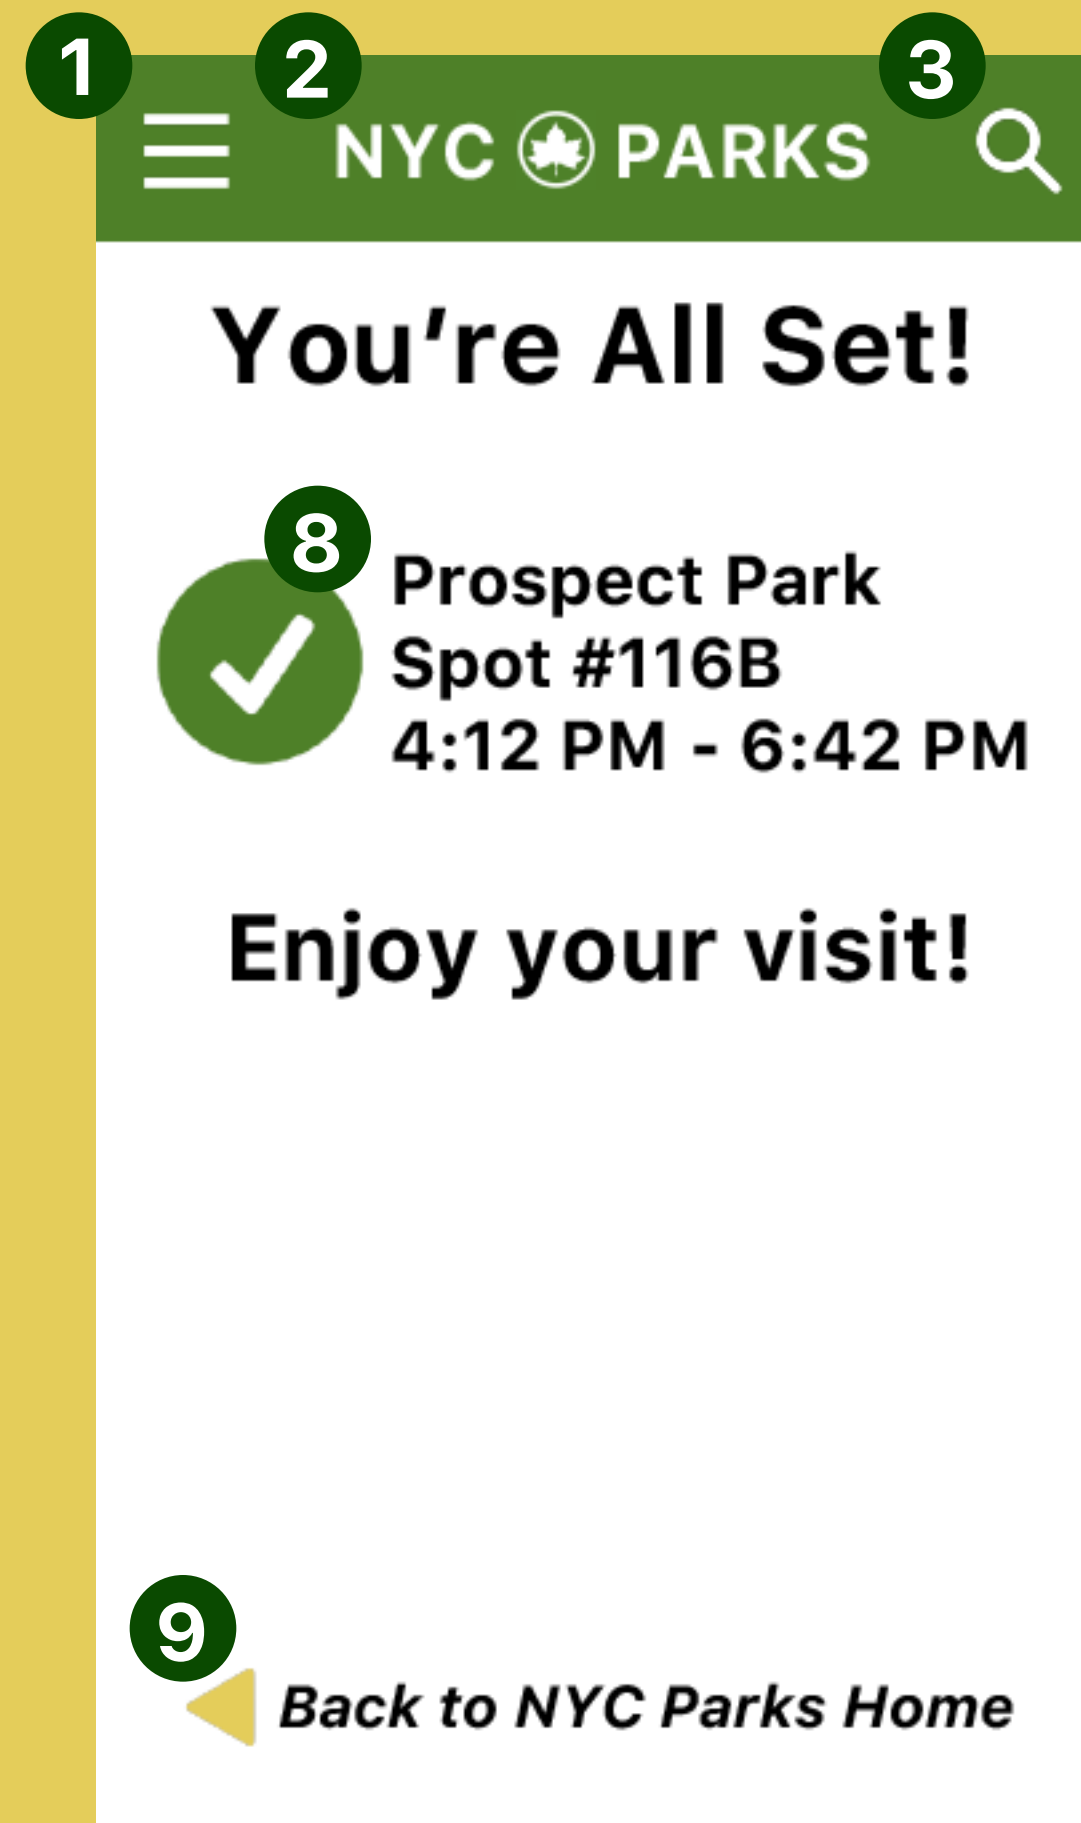 1 2 3
NYC PARKS
You’re All Set!
8
Prospect Park
Spot #116B
4:12 PM - 6:42 PM
Enjoy your visit!
9
Back to NYC Parks Home